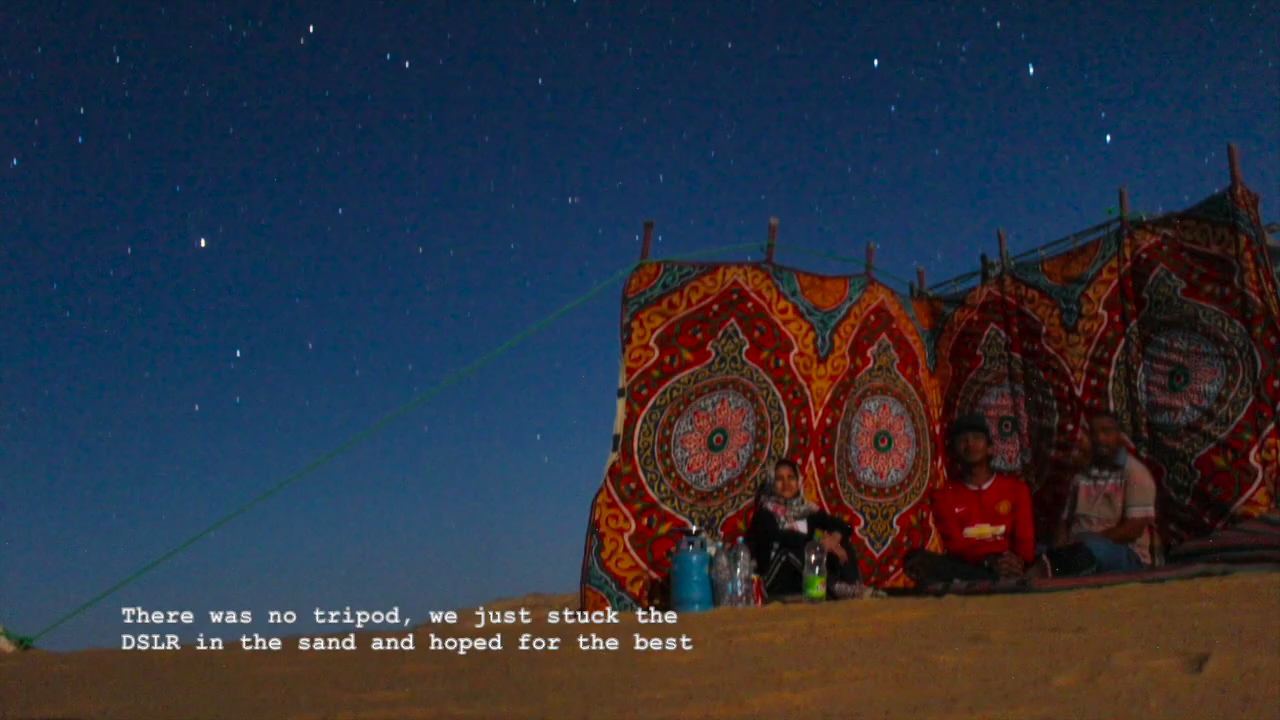 There was no tripod, we just stuck the
DSLR in the sand and hoped for the best